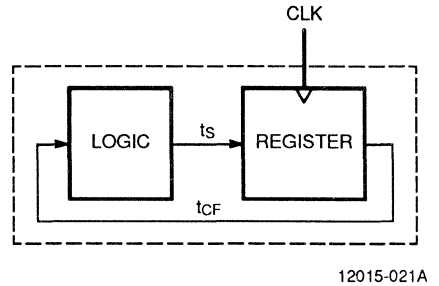 CLK
LOGIC
tS
REGISTER
tCF
12015-021A